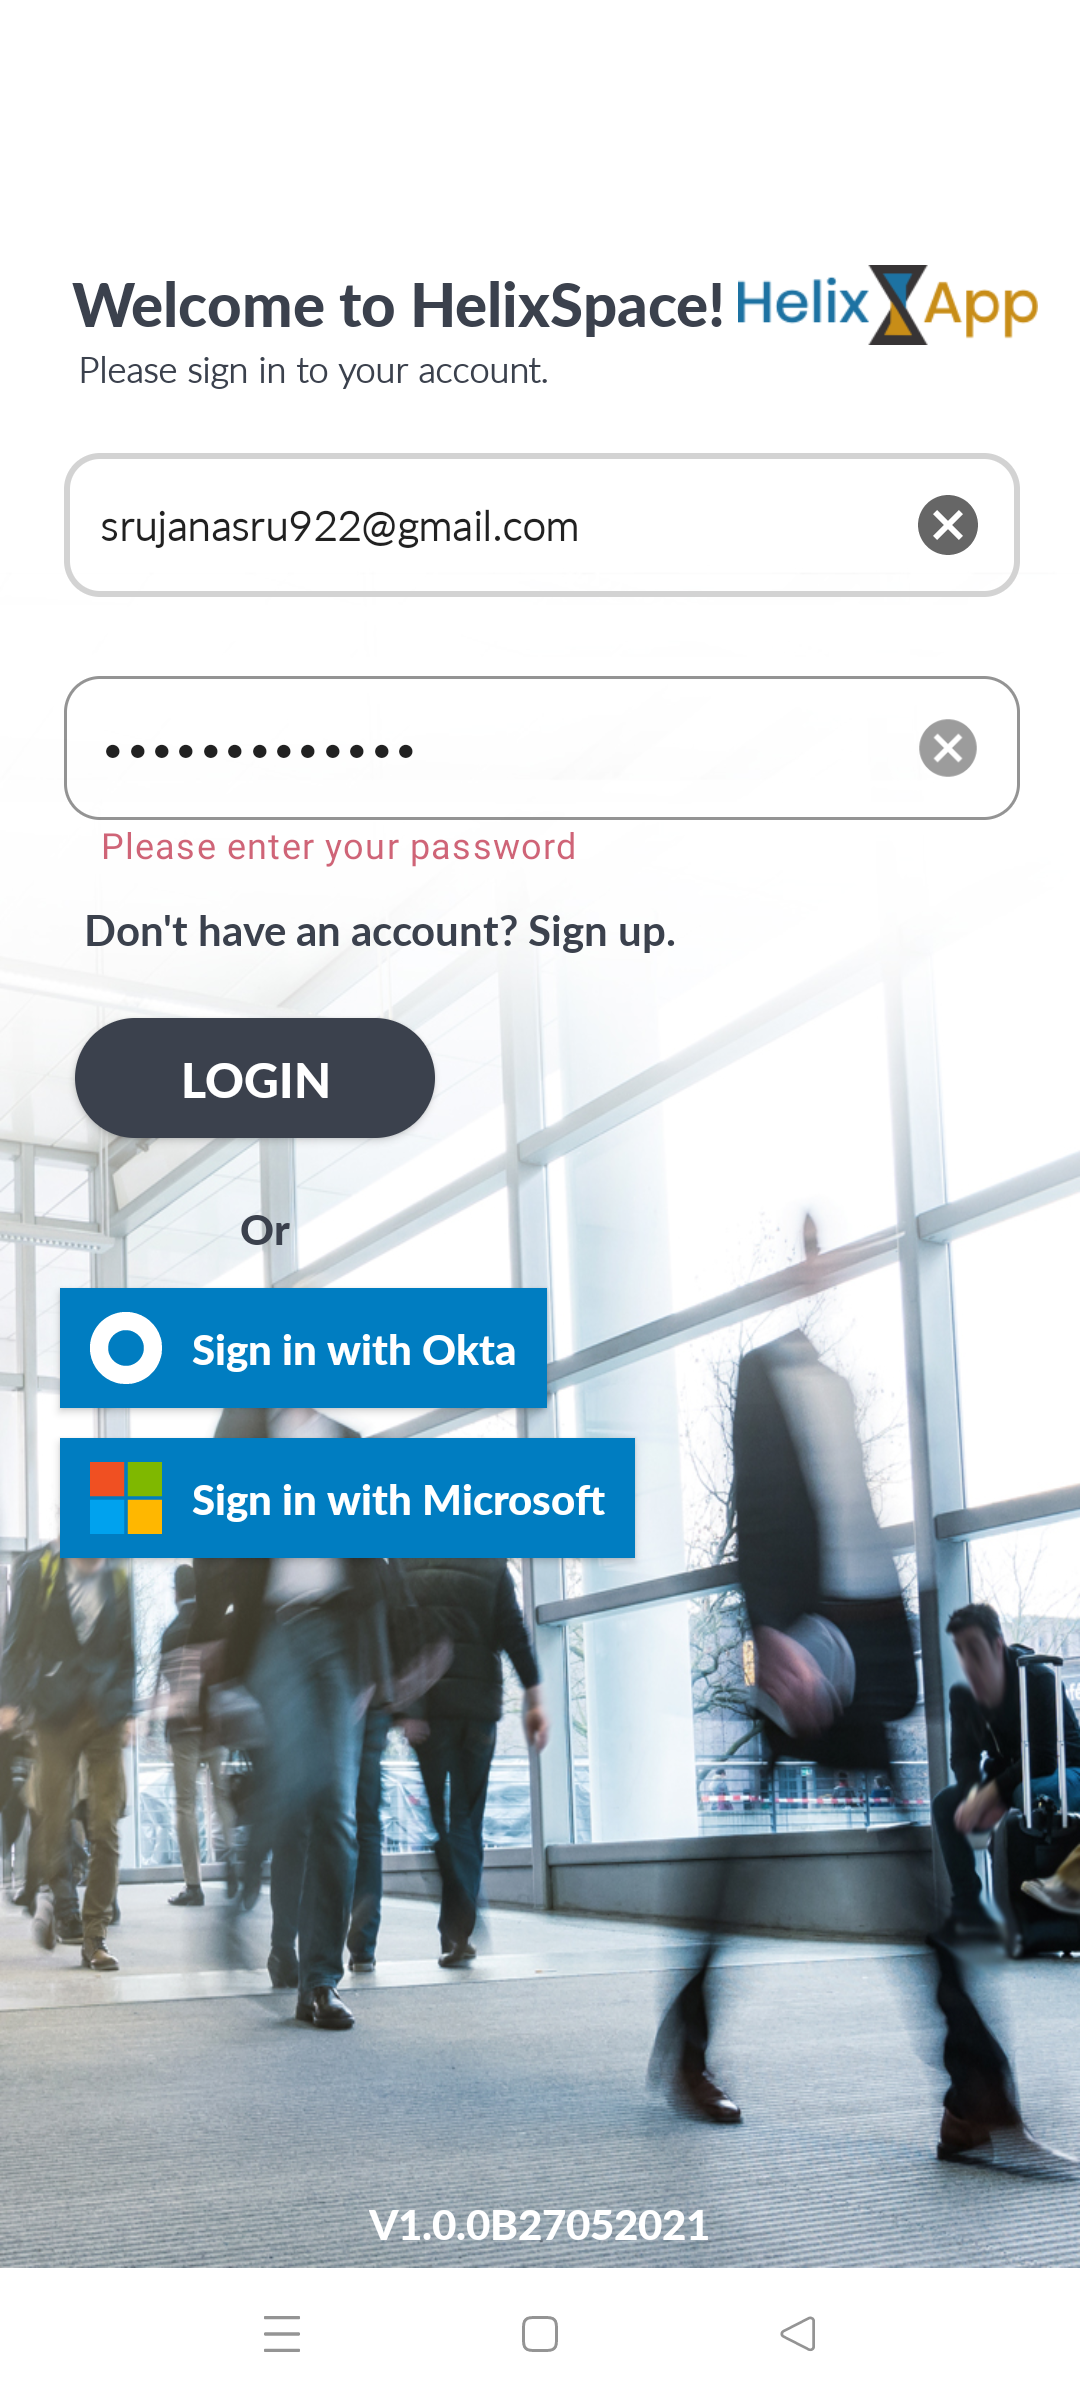 Welcome to HelixSpace! Helix App
Please sign in to your account.
srujanasru922@gmail.com
•••••••••••••
Please enter your password
Don't have an account? Sign up.
LOGIN
Or
Sign in with Okta
Sign in with Microsoft
V1.0.0B27052021